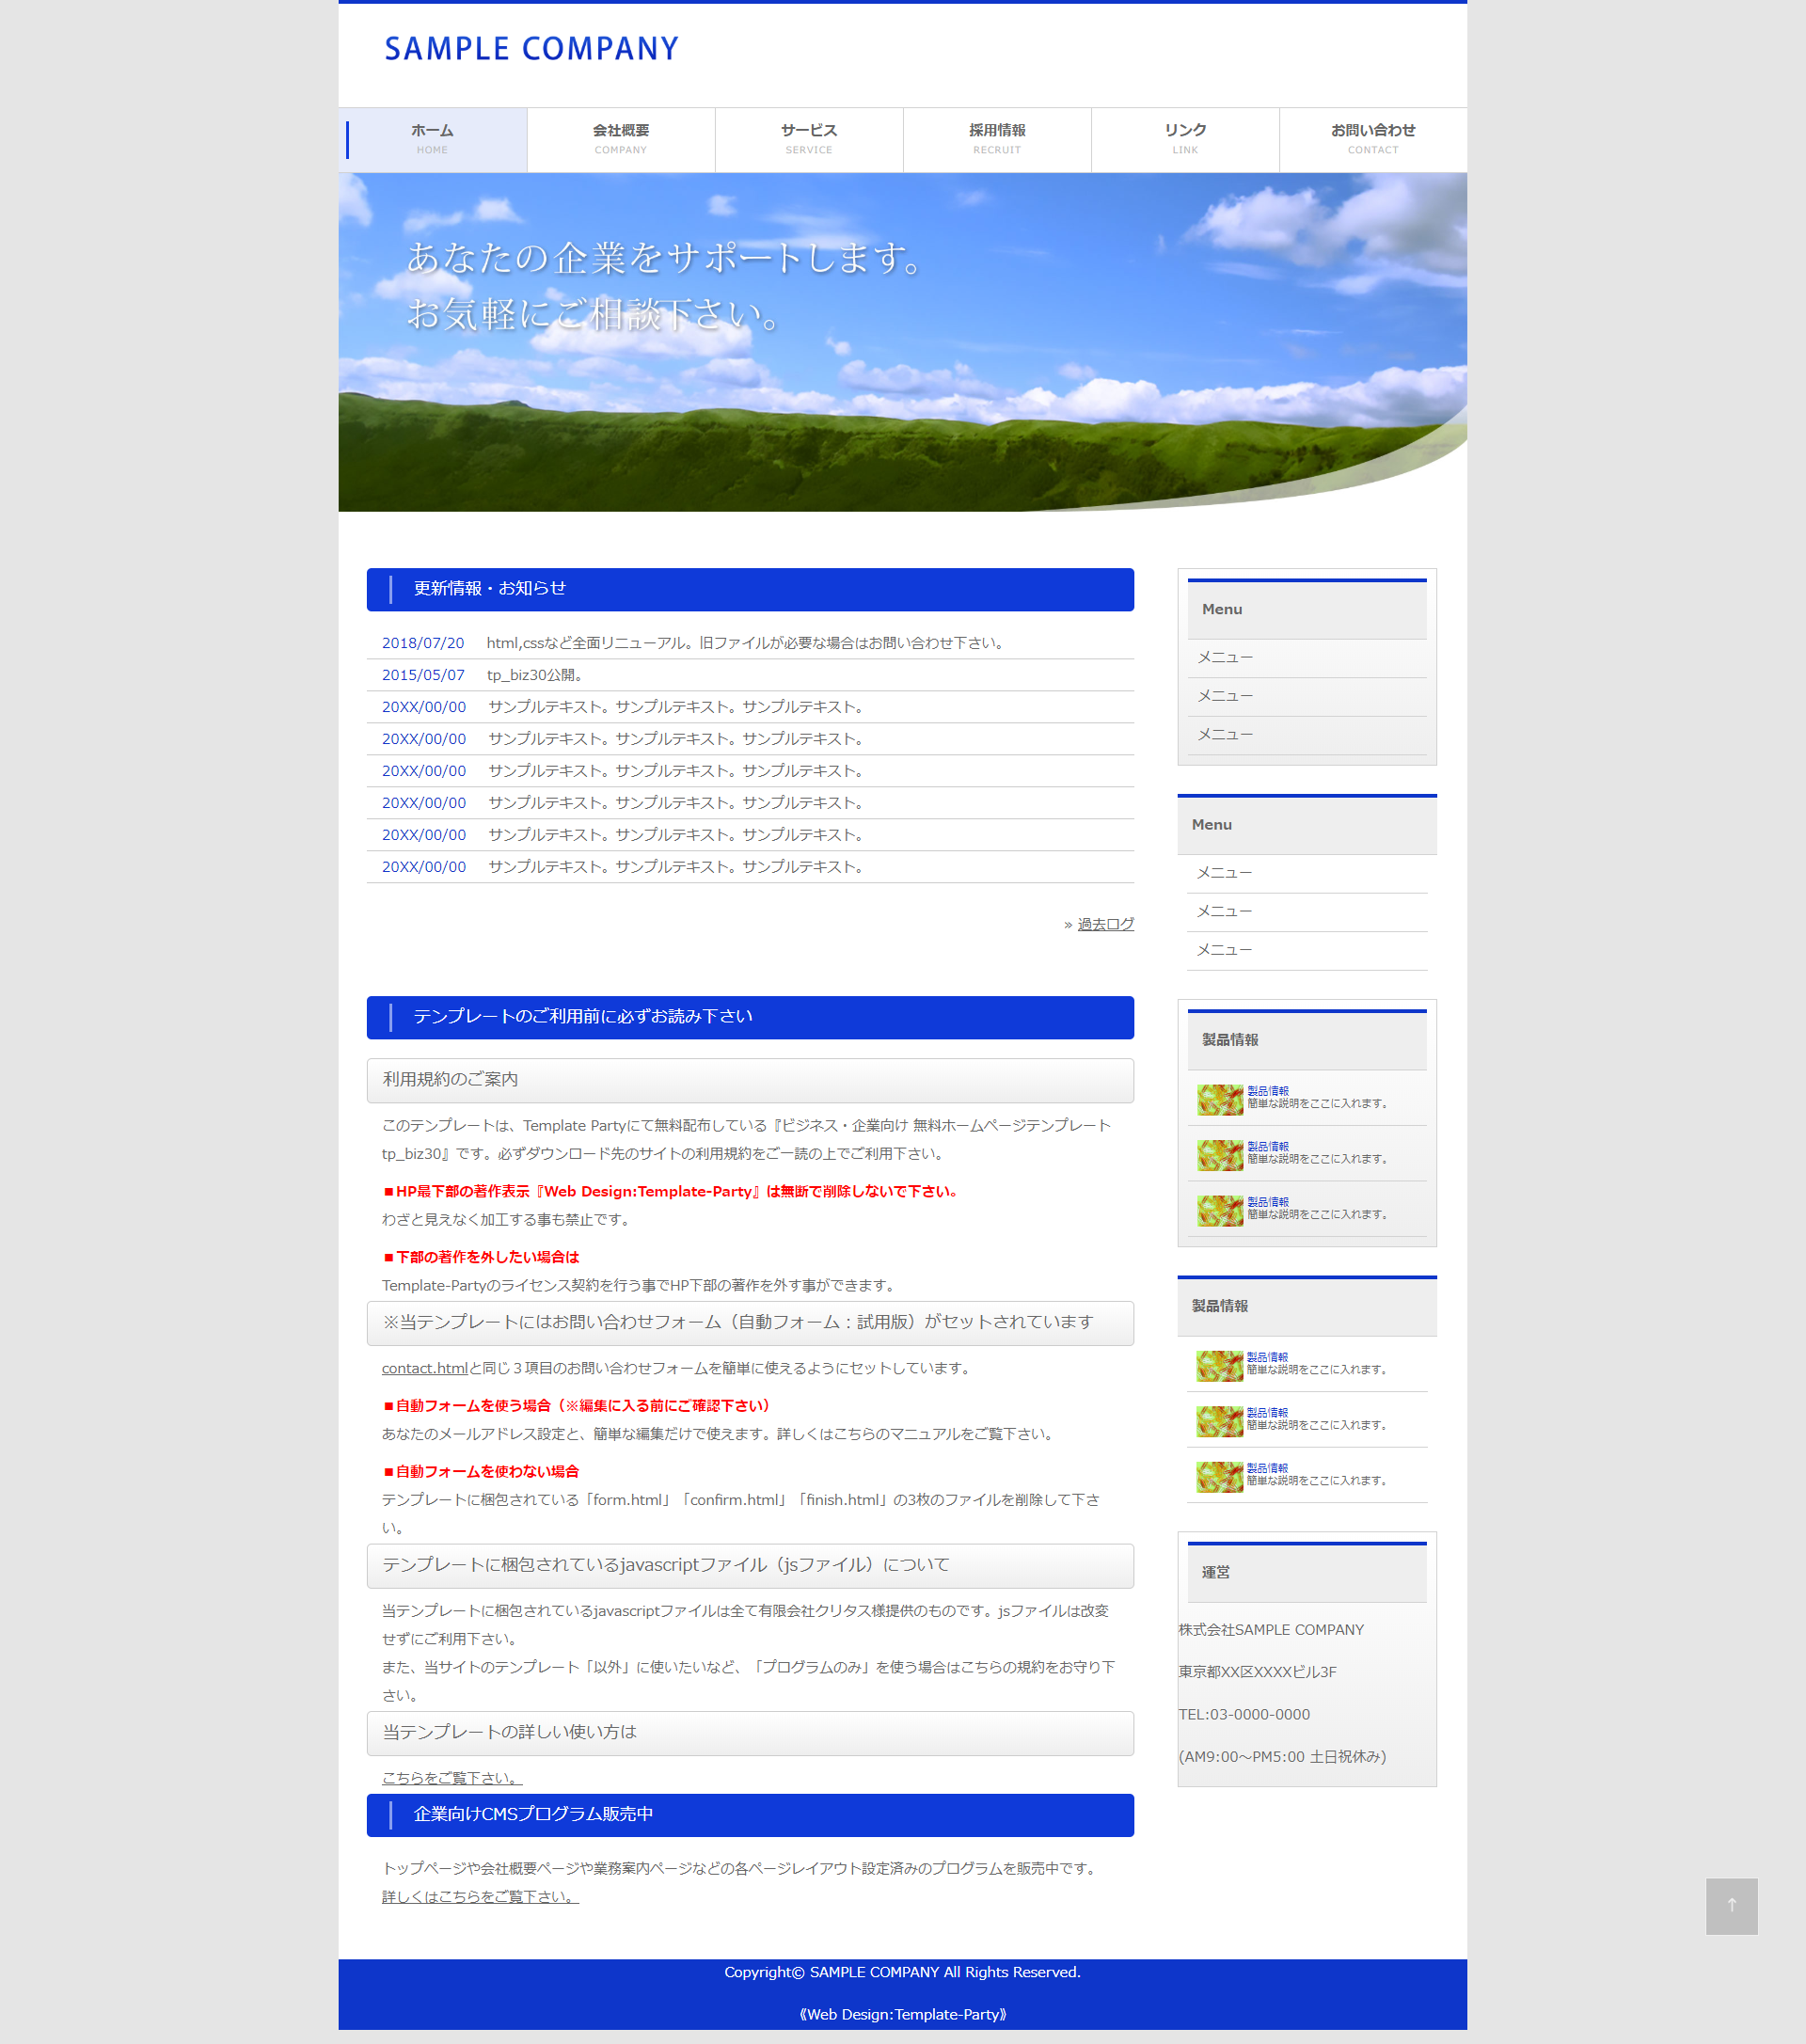 SAMPLE COMPANY
ホーム
HOME
会社概要
COMPANY
サービス
SERVICE
採用情報
RECRUIT
リンク
LINK
お問い合わせ
CONTACT
あなたの企業をサポートします。
お気軽にご相談下さい。
更新情報・お知らせ
2018/07/20 html,cssなど全面リニューアル。旧ファイルが必要な場合はお問い合わせ下さい。
2015/05/07 tp_biz30公開。
20XX/00/00 サンプルテキスト。サンプルテキスト。サンプルテキスト。
20XX/00/00 サンプルテキスト。サンプルテキスト。サンプルテキスト。
20XX/00/00 サンプルテキスト。サンプルテキスト。サンプルテキスト。
20XX/00/00 サンプルテキスト。サンプルテキスト。サンプルテキスト。
20XX/00/00 サンプルテキスト。サンプルテキスト。サンプルテキスト。
20XX/00/00 サンプルテキスト。サンプルテキスト。サンプルテキスト。
» 過去ログ
テンプレートのご利用前に必ずお読み下さい
利用規約のご案内
このテンプレートは、Template Partyにて無料配布している『ビジネス・企業向け 無料ホームページテンプレート
tp_biz30』です。必ずダウンロード先のサイトの利用規約をご一読の上でご利用下さい。
■HP最下部の著作表示『Web Design:Template-Party』は無断で削除しないで下さい。
わざと見えなく加工する事も禁止です。
■下部の著作を外したい場合は
Template-Partyのライセンス契約を行う事でHP下部の著作を外す事ができます。
※当テンプレートにはお問い合わせフォーム（自動フォーム：試用版）がセットされています
contact.htmlと同じ３項目のお問い合わせフォームを簡単に使えるようにセットしています。
■自動フォームを使う場合（※編集に入る前にご確認下さい）
あなたのメールアドレス設定と、簡単な編集だけで使えます。詳しくはこちらのマニュアルをご覧下さい。
■自動フォームを使わない場合
テンプレートに梱包されている「form.html」「confirm.html」「finish.html」の3枚のファイルを削除して下さ
い。
テンプレートに梱包されているjavascriptファイル（jsファイル）について
当テンプレートに梱包されているjavascriptファイルは全て有限会社クリタス様提供のものです。jsファイルは改変
せずにご利用下さい。
また、当サイトのテンプレート「以外」に使いたいなど、「プログラムのみ」を使う場合はこちらの規約をお守り下
さい。
当テンプレートの詳しい使い方は
こちらをご覧下さい。
企業向けCMSプログラム販売中
トップページや会社概要ページや業務案内ページなどの各ページレイアウト設定済みのプログラムを販売中です。
詳しくはこちらをご覧下さい。
Menu
メニュー
メニュー
メニュー
Menu
メニュー
メニュー
メニュー
製品情報
製品情報
簡単な説明をここに入れます。
製品情報
簡単な説明をここに入れます。
製品情報
簡単な説明をここに入れます。
製品情報
製品情報
簡単な説明をここに入れます。
製品情報
簡単な説明をここに入れます。
製品情報
簡単な説明をここに入れます。
運営
株式会社SAMPLE COMPANY
東京都XX区XXXXビル3F
TEL:03-0000-0000
(AM9:00〜PM5:00 土日祝休み)
↑
Copyright© SAMPLE COMPANY All Rights Reserved.
《Web Design:Template-Party》